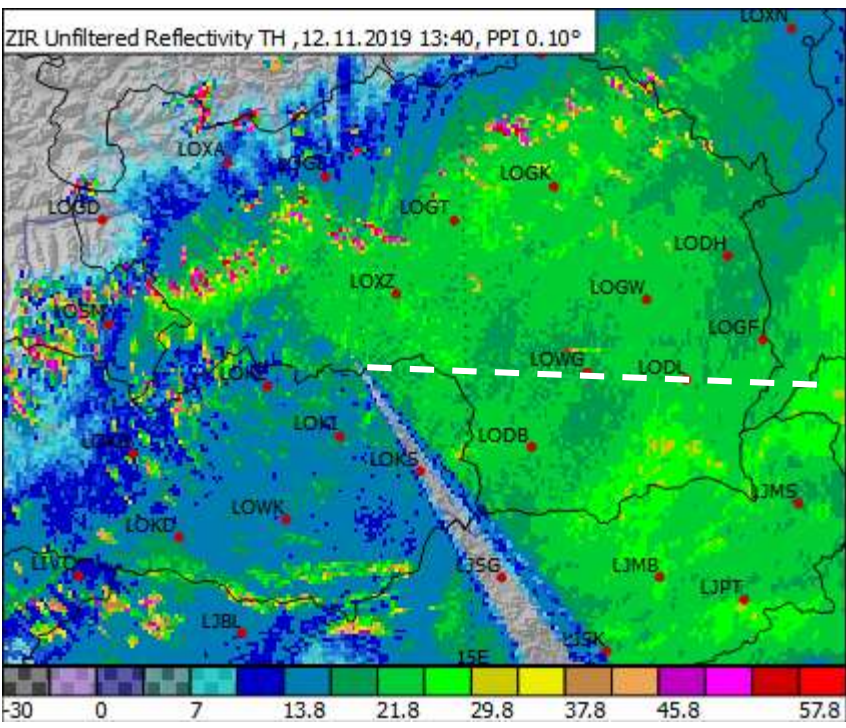 ZIR Unfiltered Reflectivity TH ,12.11.2019 13:40, PPI 0.10°
LOXN
LOXA
LOGK
LOGD
LOGT
LODH
LOXZ
LOGW
LOSM
LOGF
LOWG
LODL
LOKI
LODB
LOKS
LOWK
LJMS
LOKD
LJSG
LJMB
LJPT
LJBL
LJSK
-30 0 7 13.8 21.8 29.8 37.8 45.8 57.8